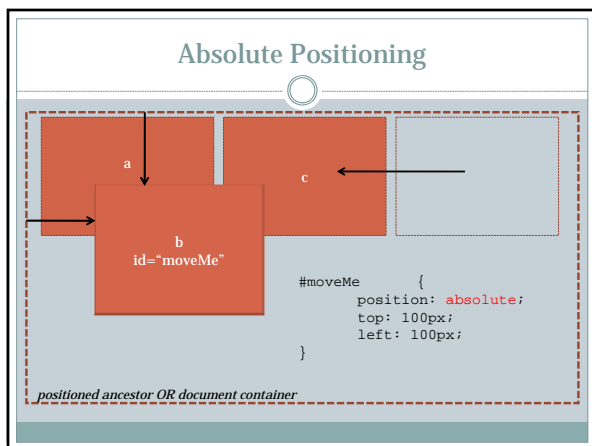 Absolute Positioning
a
c
b
id=“moveMe”
#moveMe {
position: absolute;
top: 100px;
left: 100px;
}
positioned ancestor OR document container